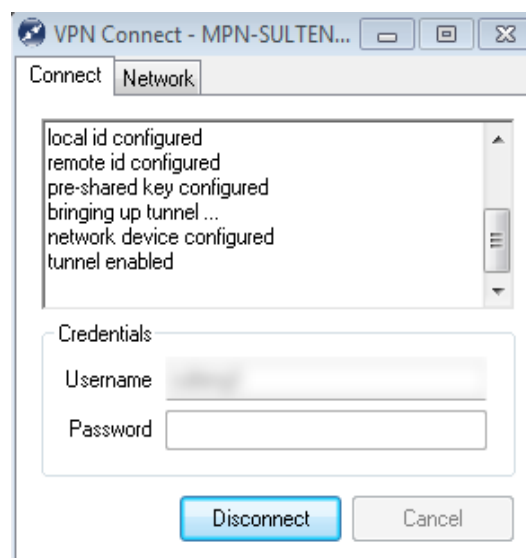 VPN Connect - MPN-SULTEN...
Connect Network
local id configured
remote id configured
pre-shared key configured
bringing up tunnel ...
network device configured
tunnel enabled
Credentials
Username
Password
Disconnect Cancel